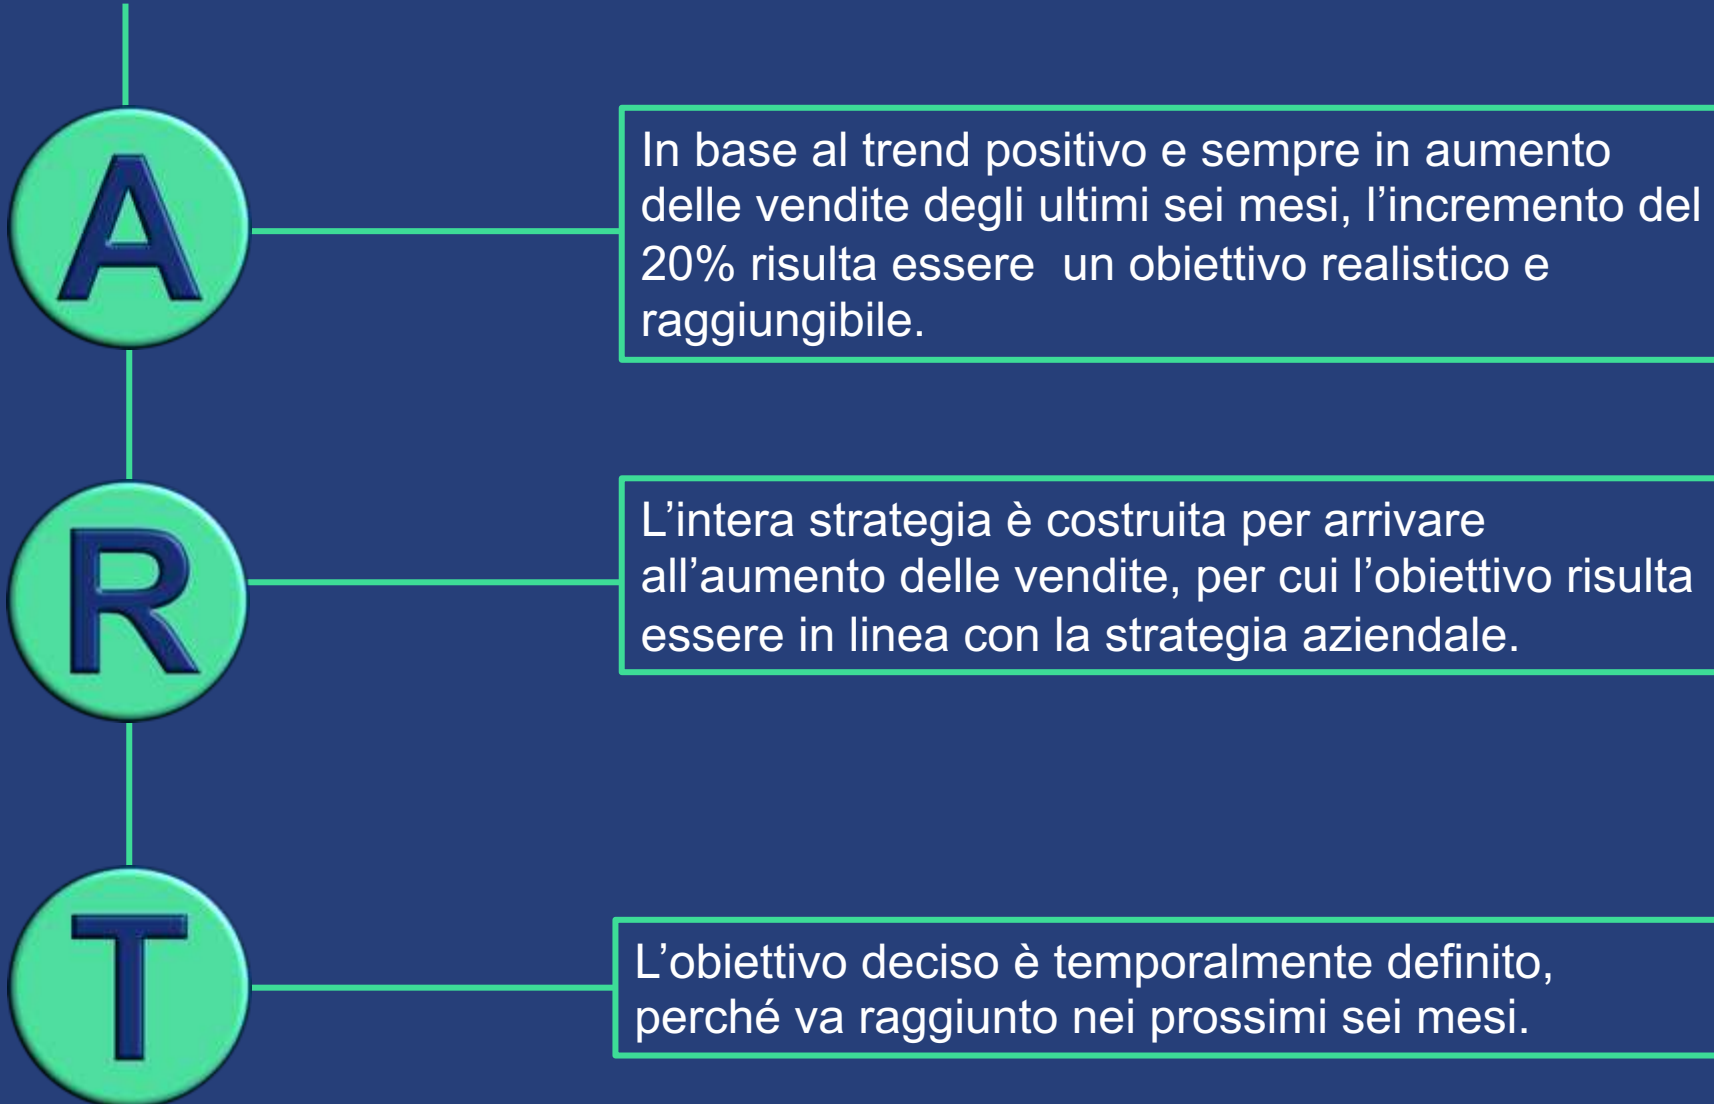 A
In base al trend positivo e sempre in aumento
delle vendite degli ultimi sei mesi, l’incremento del
20% risulta essere  un obiettivo realistico e
raggiungibile.
R
L’intera strategia è costruita per arrivare
all’aumento delle vendite, per cui l’obiettivo risulta
essere in linea con la strategia aziendale.
T
L’obiettivo deciso è temporalmente definito,
perché va raggiunto nei prossimi sei mesi.